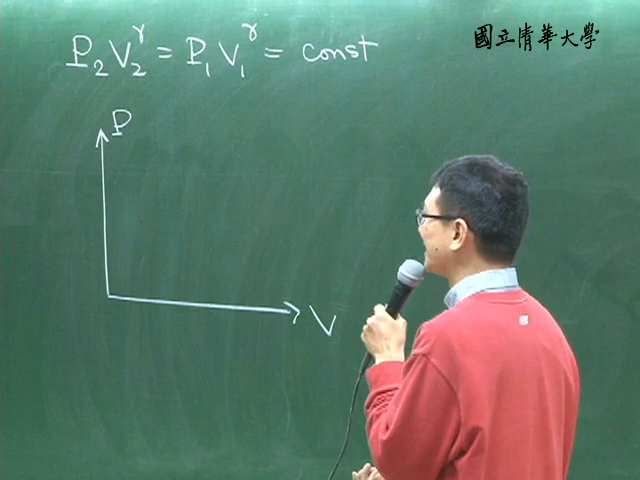 P₂V₂^γ = P₁V₁^γ = const
國立清華大學
P
V